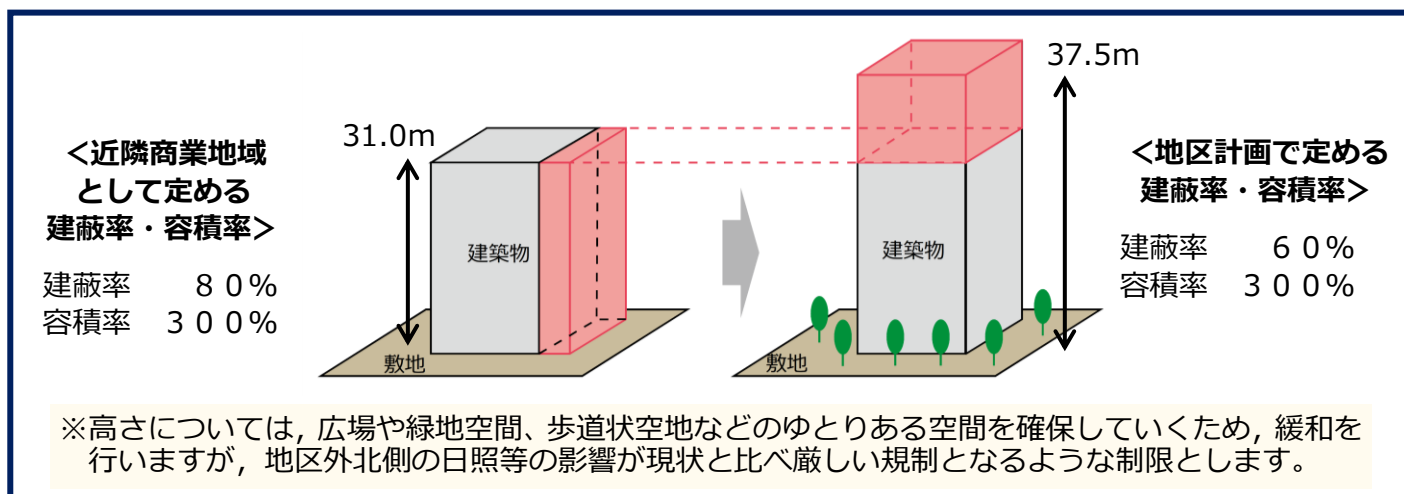 <近隣商業地域
として定める
建蔽率・容積率>
建蔽率 80%
容積率 300%
31.0m
建築物
敷地
37.5m
建築物
敷地
<地区計画で定める
建蔽率・容積率>
建蔽率 60%
容積率 300%
※高さについては,広場や緑地空間、歩道状空地などのゆとりある空間を確保していくため,緩和を
行いますが,地区外北側の日照等の影響が現状と比べ厳しい規制となるような制限とします。